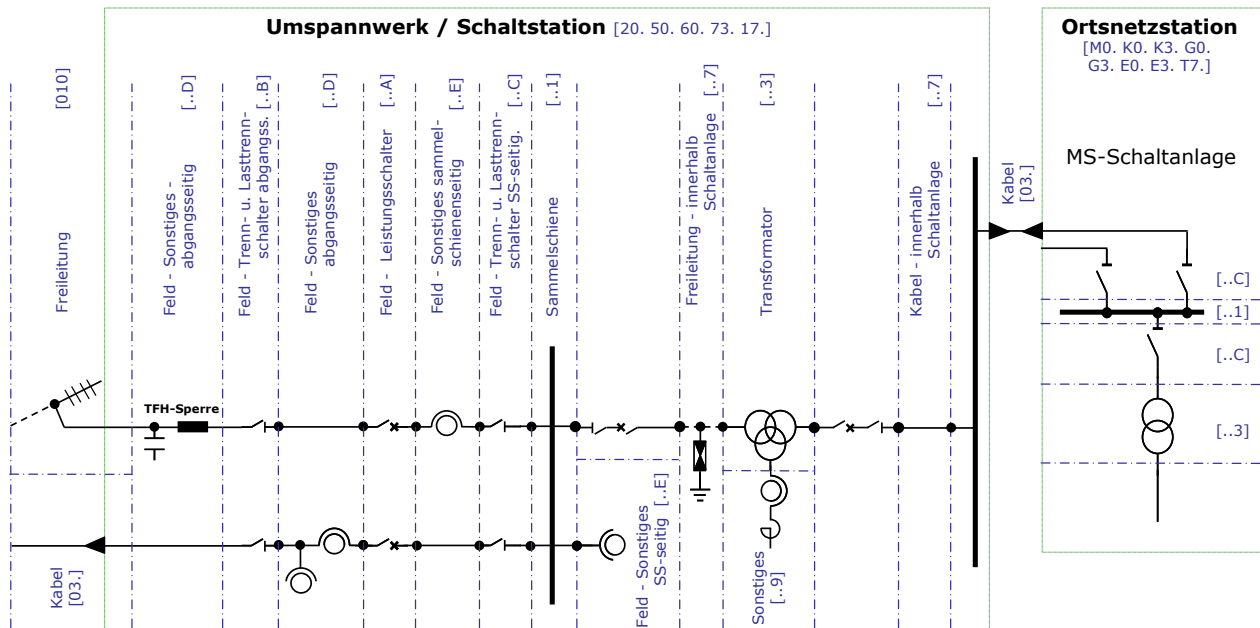 Umspannwerk / Schaltstation [20. 50. 60. 73. 17.]
Ortsnetzstation
[M0. K0. K3. G0.
G3. E0. E3. T7.]
Freileitung [010]
Feld - Sonstiges - [..D]
abgangsseitig
Feld - Trenn- u. Lasttrenn-
schalter abgangss. [..B]
Feld - Sonstiges [..D]
abgangsseitig
Feld - Leistungsschalter [..A]
Feld - Sonstiges sammel- [..E]
schienenseitig
Feld - Trenn- u. Lasttrenn- [..C]
schalter SS-seitig.
Sammelschiene [..1]
Freileitung - innerhalb [..7]
Schaltanlage
Transformator [..3]
Kabel - innerhalb [..7]
Schaltanlage
Kabel
[03.]
MS-Schaltanlage
[..C]
[..1]
[..C]
[..3]
TFH-Sperre
Kabel
[03.]
Feld - Sonstiges
SS-seitig [..E]
Sonstiges
[..9]